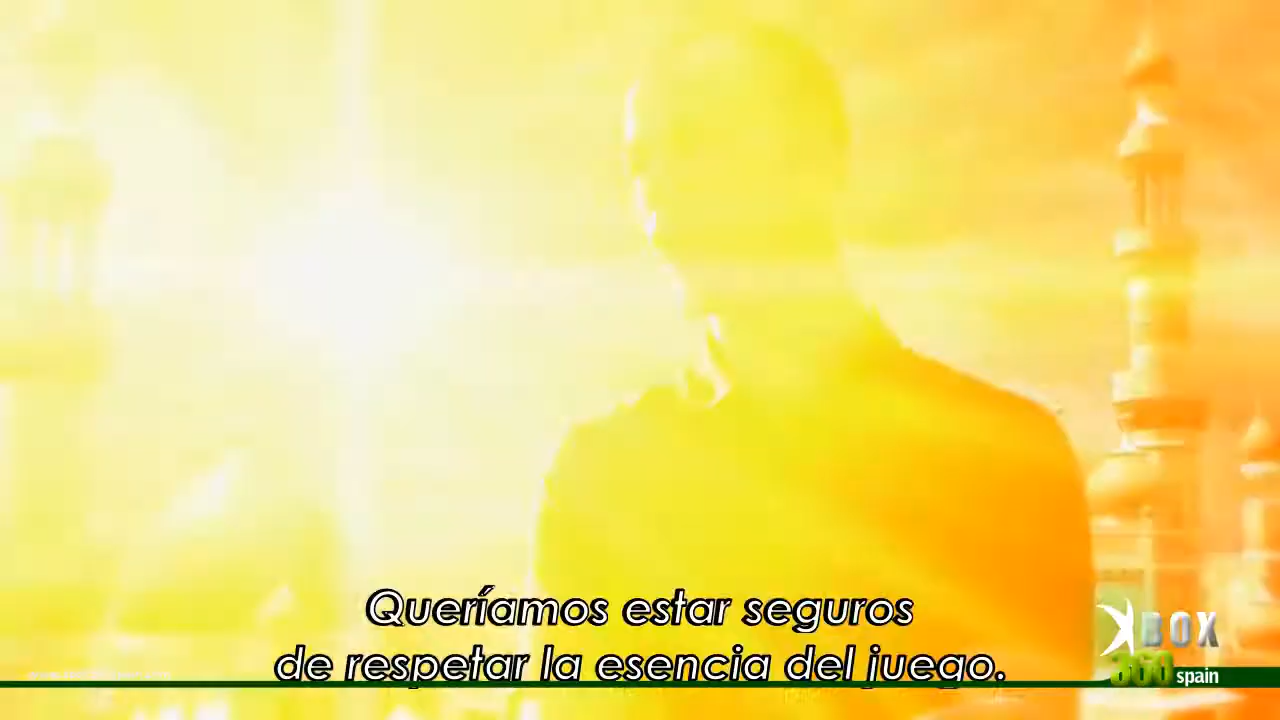 Queríamos estar seguros
de respetar la esencia del juego.
XBOX
360 spain